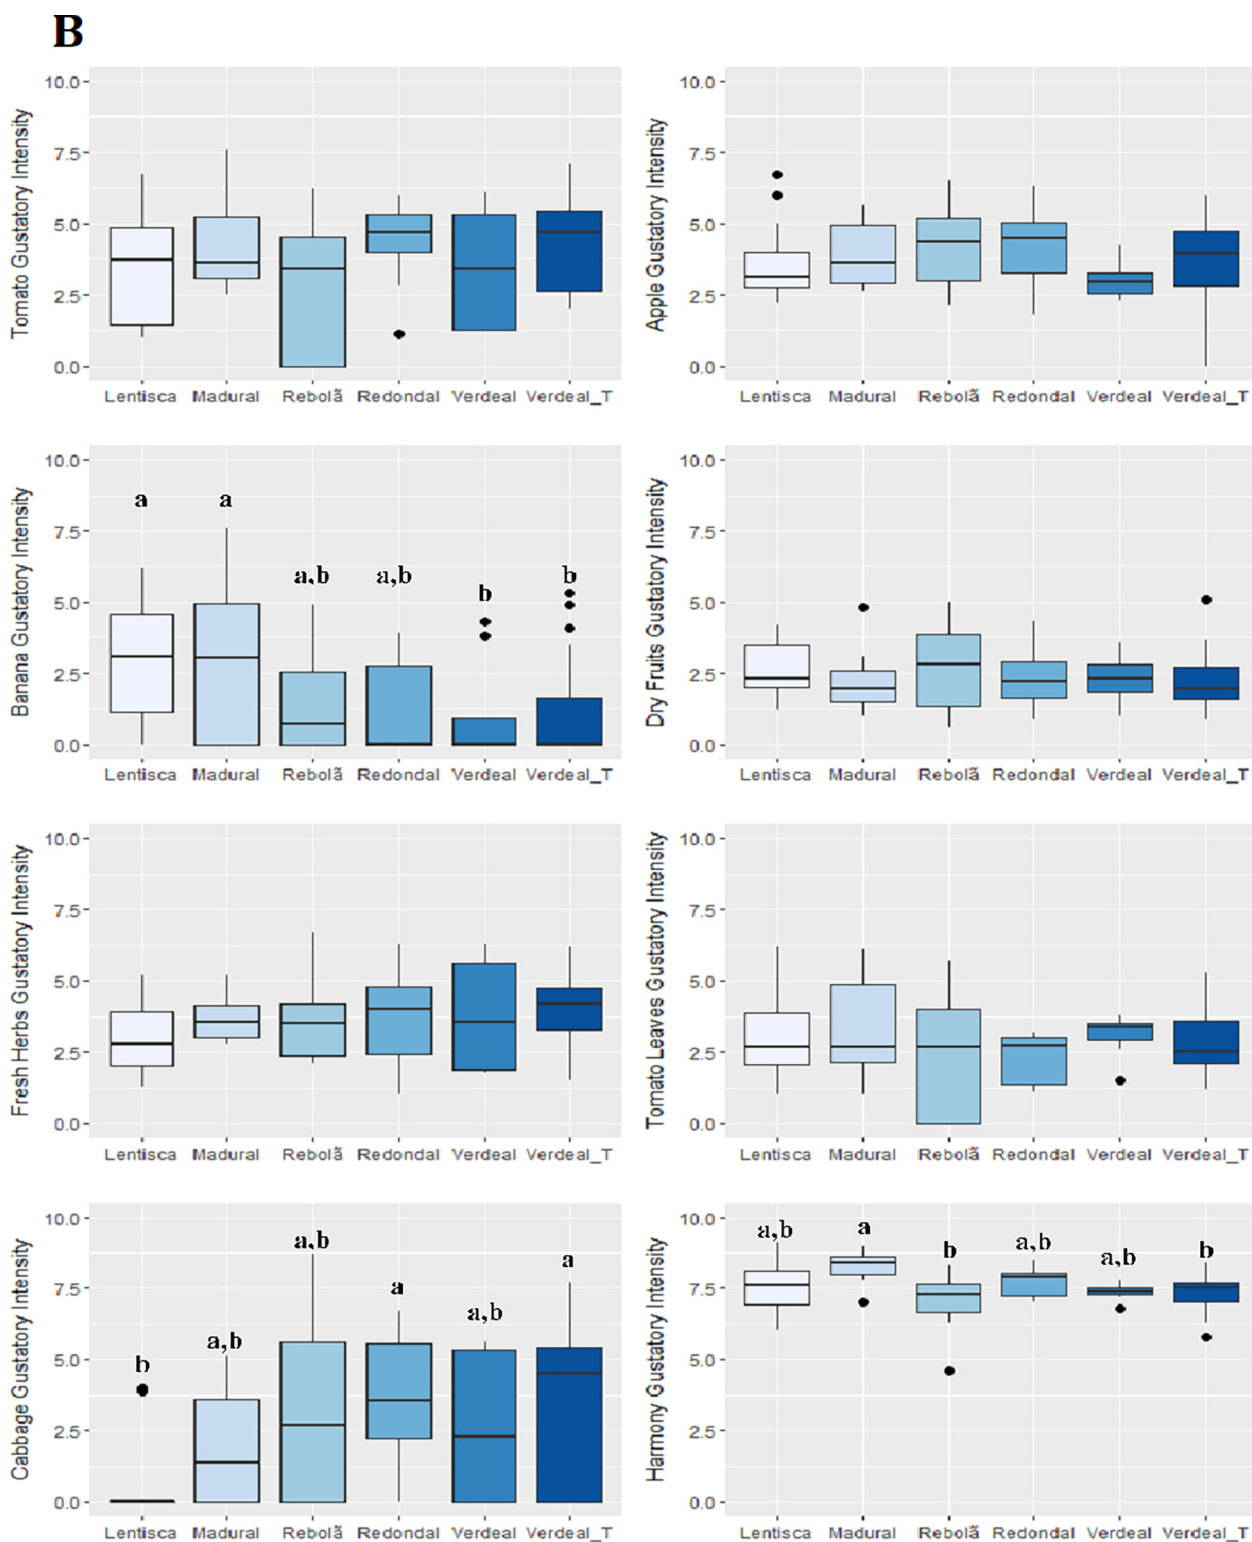 B
Tomato Gustatory Intensity
10.0
7.5
5.0
2.5
0.0
Lentisca Madural Rebolã Redondal Verdeal Verdeal_T
Apple Gustatory Intensity
10.0
7.5
5.0
2.5
0.0
Lentisca Madural Rebolã Redondal Verdeal Verdeal_T
Banana Gustatory Intensity
10.0
7.5
5.0
2.5
0.0
a a a,b a,b b b
Lentisca Madural Rebolã Redondal Verdeal Verdeal_T
Dry Fruits Gustatory Intensity
10.0
7.5
5.0
2.5
0.0
Lentisca Madural Rebolã Redondal Verdeal Verdeal_T
Fresh Herbs Gustatory Intensity
10.0
7.5
5.0
2.5
0.0
Lentisca Madural Rebolã Redondal Verdeal Verdeal_T
Tomato Leaves Gustatory Intensity
10.0
7.5
5.0
2.5
0.0
Lentisca Madural Rebolã Redondal Verdeal Verdeal_T
Cabbage Gustatory Intensity
10.0
7.5
5.0
2.5
0.0
b a,b a,b a a,b a
Lentisca Madural Rebolã Redondal Verdeal Verdeal_T
Harmony Gustatory Intensity
10.0
7.5
5.0
2.5
0.0
a,b a b a,b a,b b
Lentisca Madural Rebolã Redondal Verdeal Verdeal_T